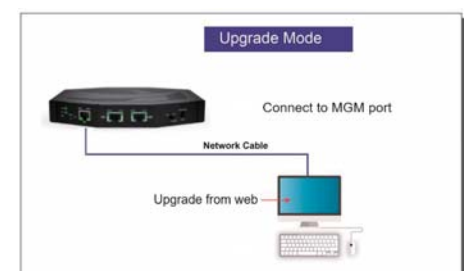 Upgrade Mode
Connect to MGM port
Network Cable
Upgrade from web